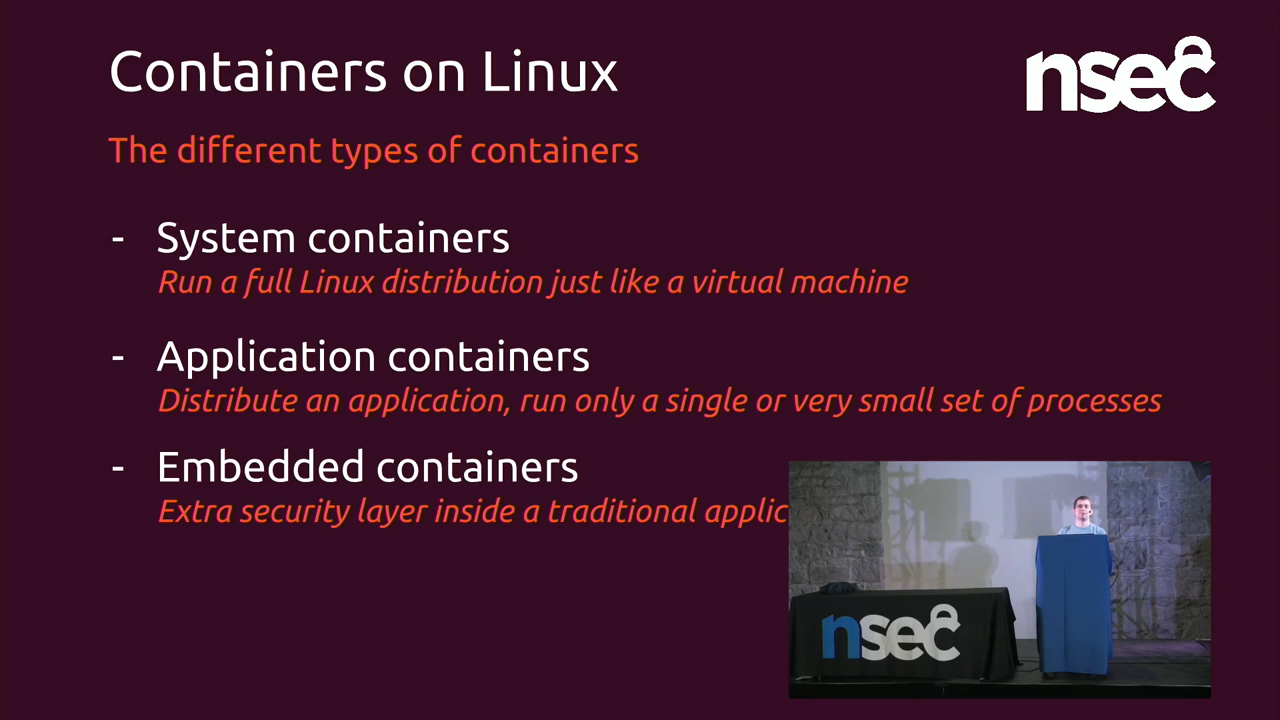 Containers on Linux
nsec
The different types of containers
- System containers
Run a full Linux distribution just like a virtual machine
- Application containers
Distribute an application, run only a single or very small set of processes
- Embedded containers
Extra security layer inside a traditional applic
nsec